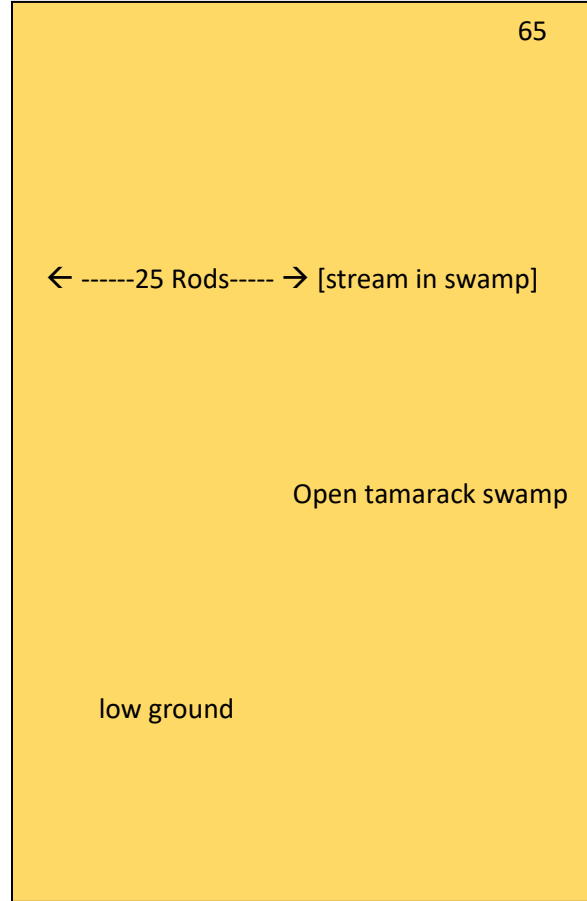 65
← ------25 Rods----- → [stream in swamp]
Open tamarack swamp
low ground